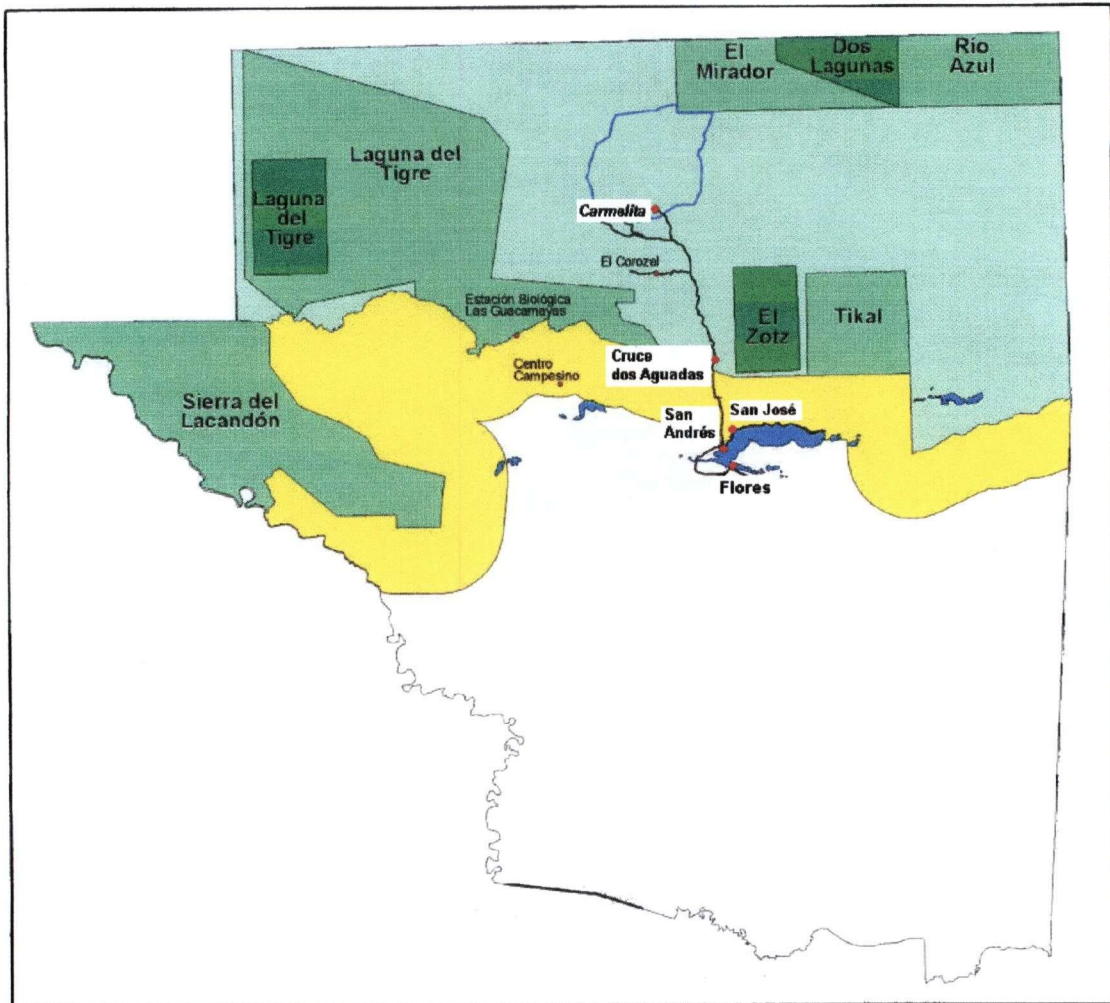 El
Mirador
Dos
Lagunas
Río
Azul
Laguna del
Tigre
Laguna
del
Tigre
Carmelita
El Corozal
Estación Biológica
Las Guacamayas
El
Zotz
Tikal
Centro
Campesino
Cruce
dos Aguadas
Sierra del
Lacandón
San
Andrés
San José
Flores